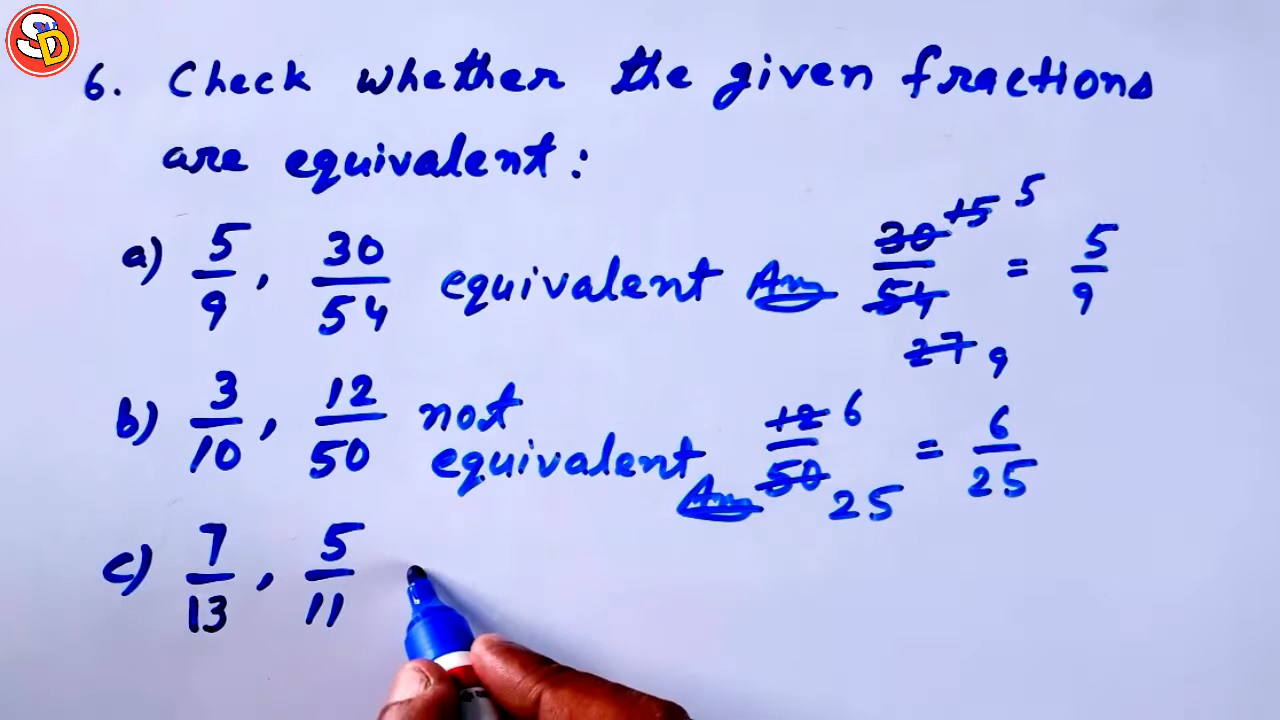 SD
6. Check whether the given fractions
are equivalent:
a) 5/9, 30/54 equivalent Ans 30/54 15 5 27 9 = 5/9
b) 3/10, 12/50 not equivalent Ans 12/50 6 25 = 6/25
c) 7/13, 5/11